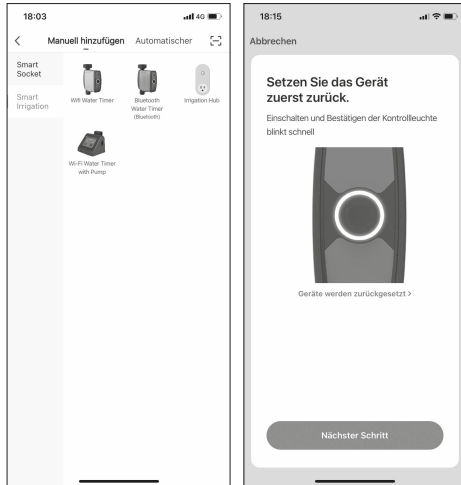 18:03
4G
Manuell hinzufügen Automatischer
Smart
Socket
Smart
Irrigation
Wifi Water Timer
Bluetooth
Water Timer
(Bluetooth)
Irrigation Hub
Wi-Fi Water Timer
with Pump
18:15
Abbrechen
Setzen Sie das Gerät
zuerst zurück.
Einschalten und Bestätigen der Kontrollleuchte
blinkt schnell
Geräte werden zurückgesetzt >
Nächster Schritt